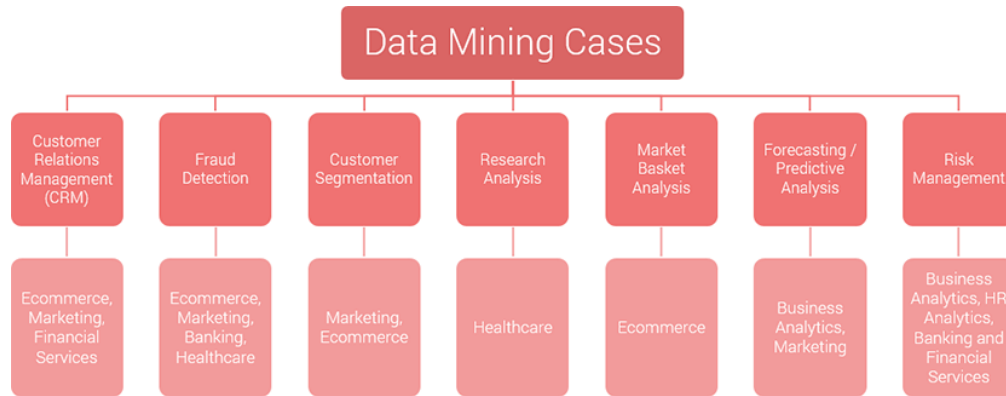 Data Mining Cases
Customer
Relations
Management
(CRM)
Fraud
Detection
Customer
Segmentation
Research
Analysis
Market
Basket
Analysis
Forecasting /
Predictive
Analysis
Risk
Management
Ecommerce,
Marketing,
Financial
Services
Ecommerce,
Marketing,
Banking,
Healthcare
Marketing,
Ecommerce
Healthcare
Ecommerce
Business
Analytics,
Marketing
Business
Analytics, HR
Analytics,
Banking and
Financial
Services